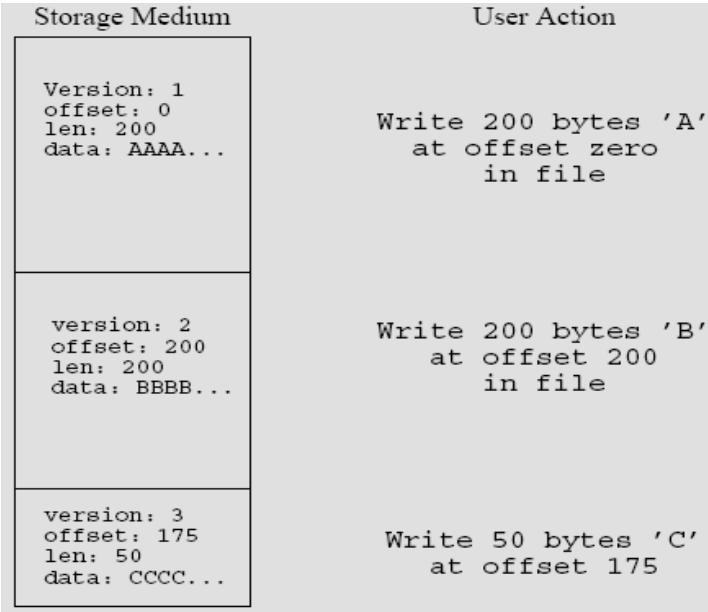 Storage Medium
User Action
Version: 1
offset: 0
len: 200
data: AAAA...
Write 200 bytes 'A'
at offset zero
in file
version: 2
offset: 200
len: 200
data: BBBB...
Write 200 bytes 'B'
at offset 200
in file
version: 3
offset: 175
len: 50
data: CCCC...
Write 50 bytes 'C'
at offset 175